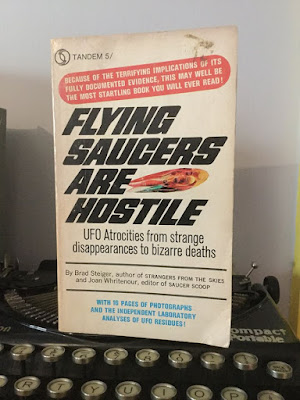 TANDEM 5/
BECAUSE OF THE TERRIFYING IMPLICATIONS OF ITS
FULLY DOCUMENTED EVIDENCE, THIS MAY WELL BE
THE MOST STARTLING BOOK YOU WILL EVER READ!
FLYING
SAUCERS
ARE
HOSTILE
UFO Atrocities from strange
disappearances to bizarre deaths
By Brad Steiger, author of STRANGERS FROM THE SKIES
and Joan Whritenour, editor of SAUCER SCOOP
WITH 16 PAGES OF PHOTOGRAPHS
AND THE INDEPENDENT LABORATORY
ANALYSES OF UFO RESIDUES!
mpact
portable
R T Y U I O P